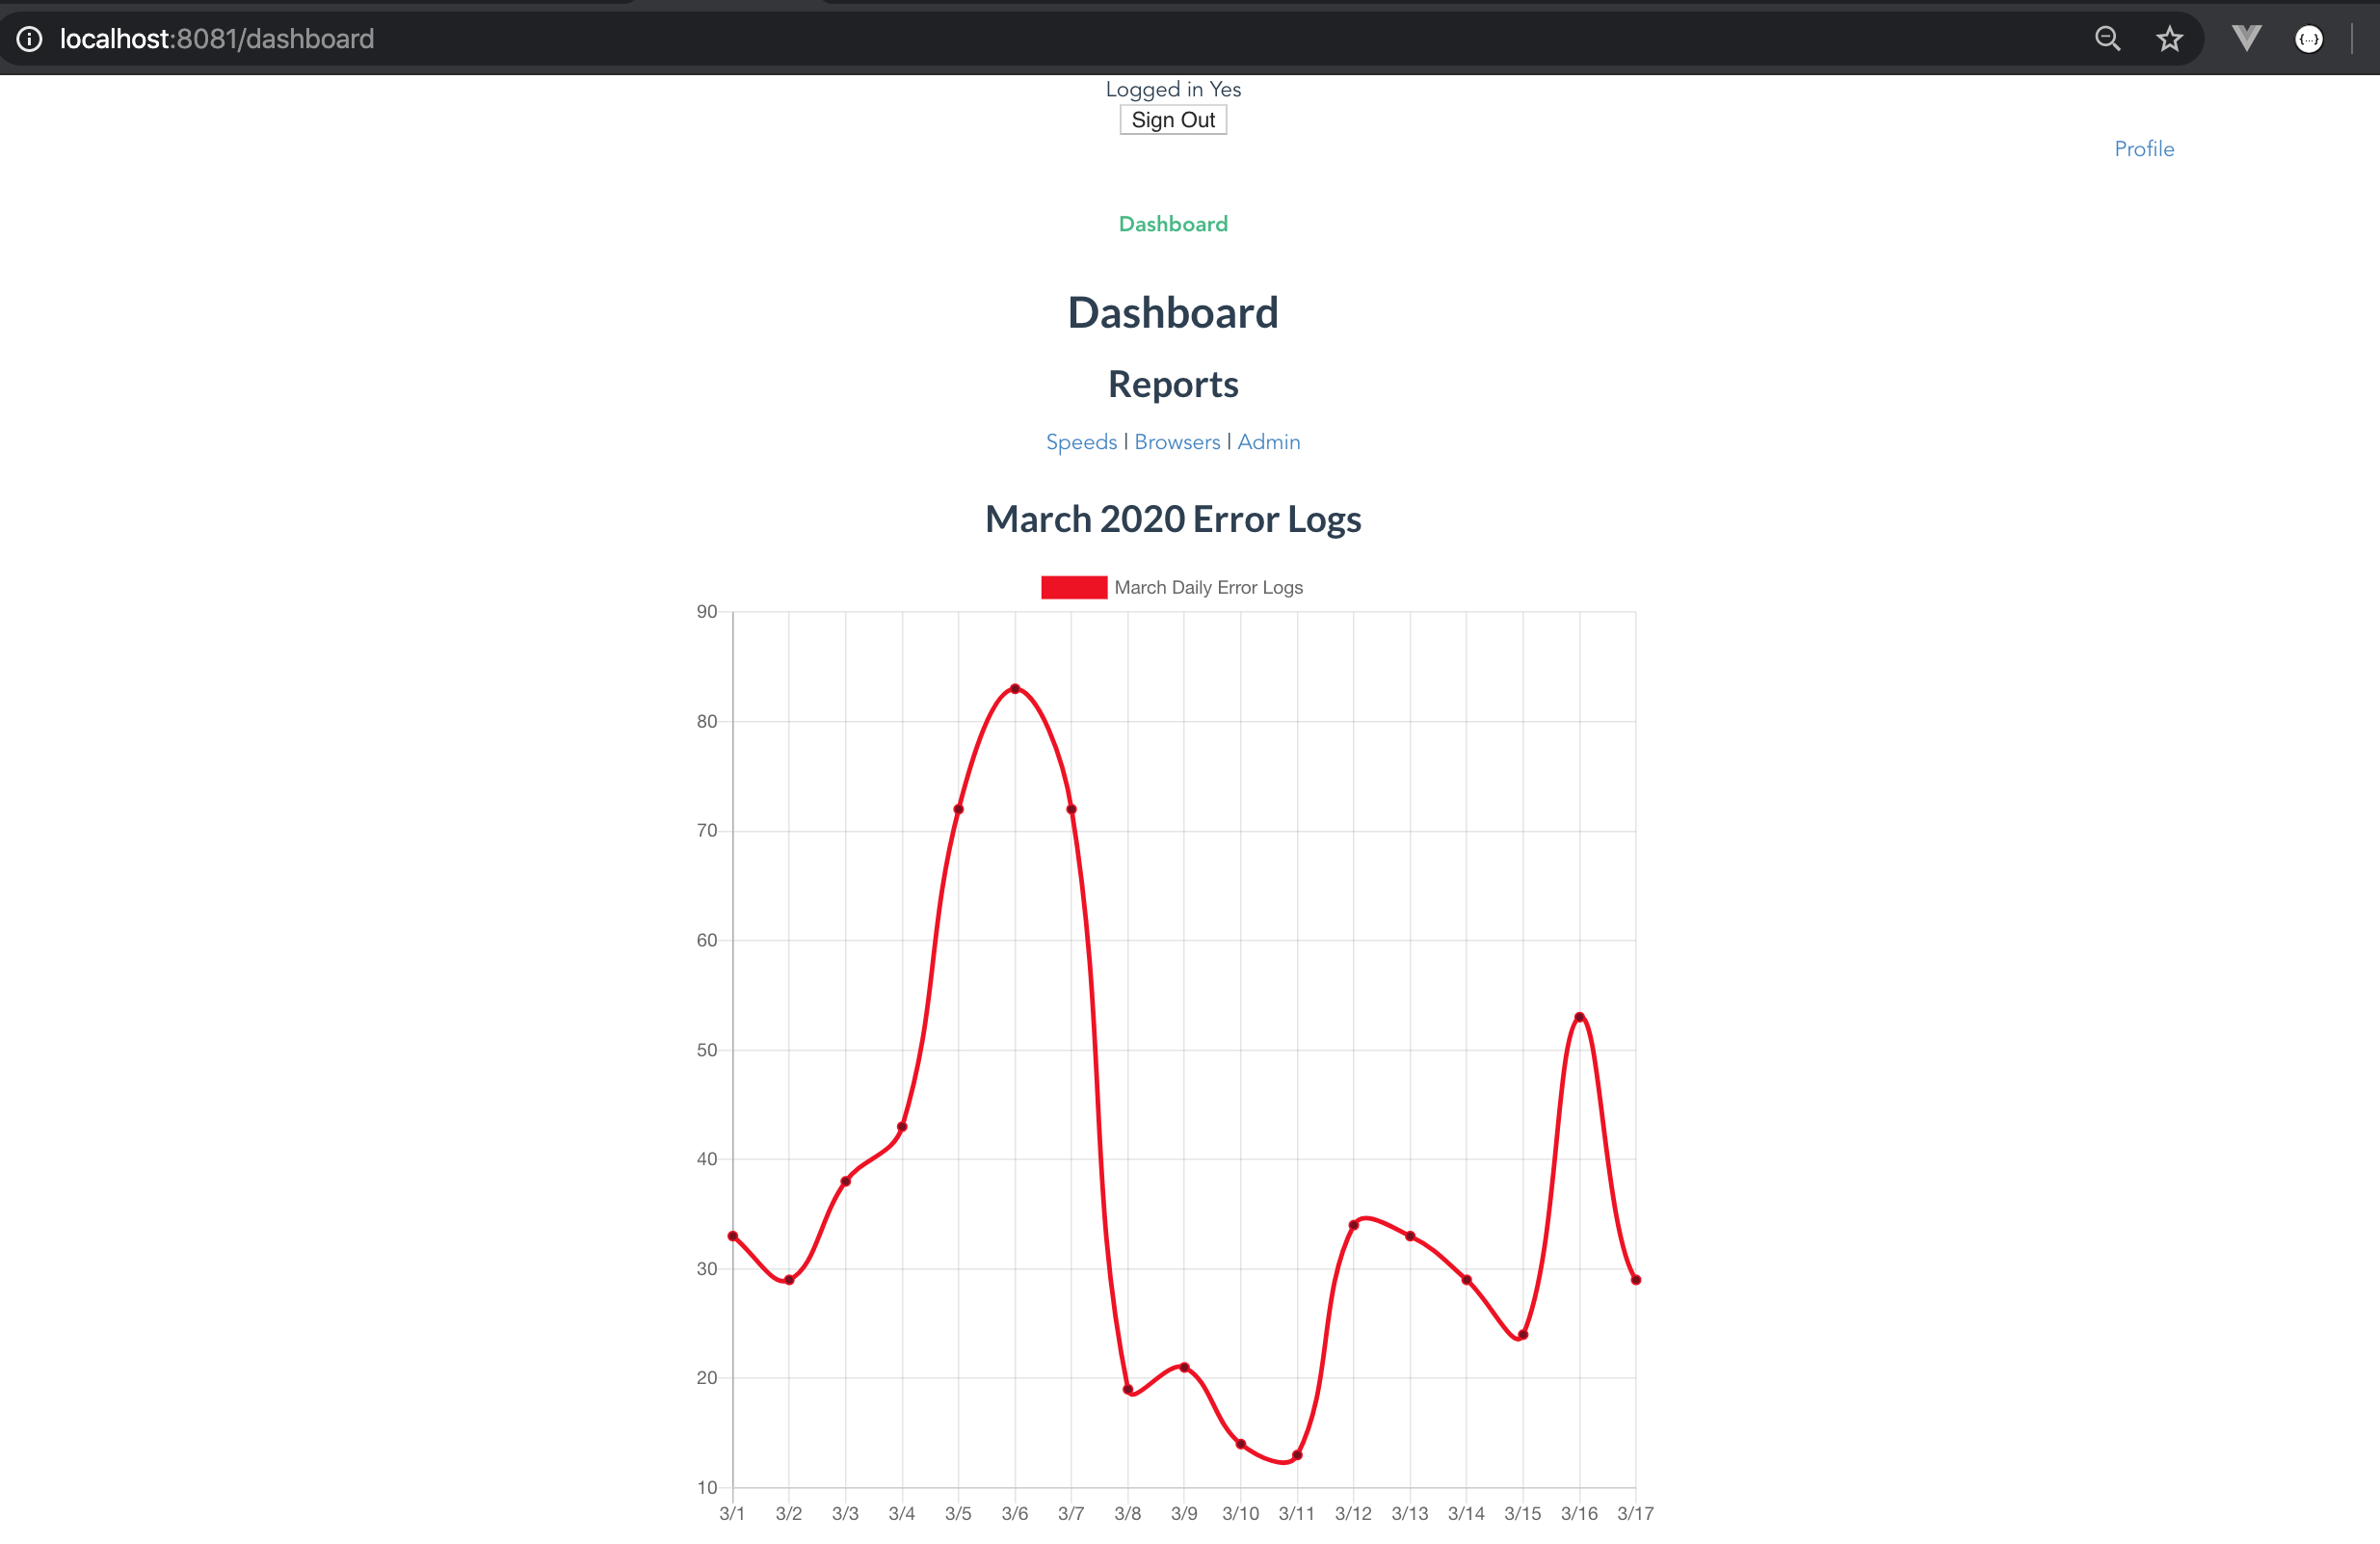 localhost:8081/dashboard
Logged in Yes
Sign Out
Profile
Dashboard
Dashboard
Reports
Speeds | Browsers | Admin
March 2020 Error Logs
March Daily Error Logs
90
80
70
60
50
40
30
20
10
3/1 3/2 3/3 3/4 3/5 3/6 3/7 3/8 3/9 3/10 3/11 3/12 3/13 3/14 3/15 3/16 3/17